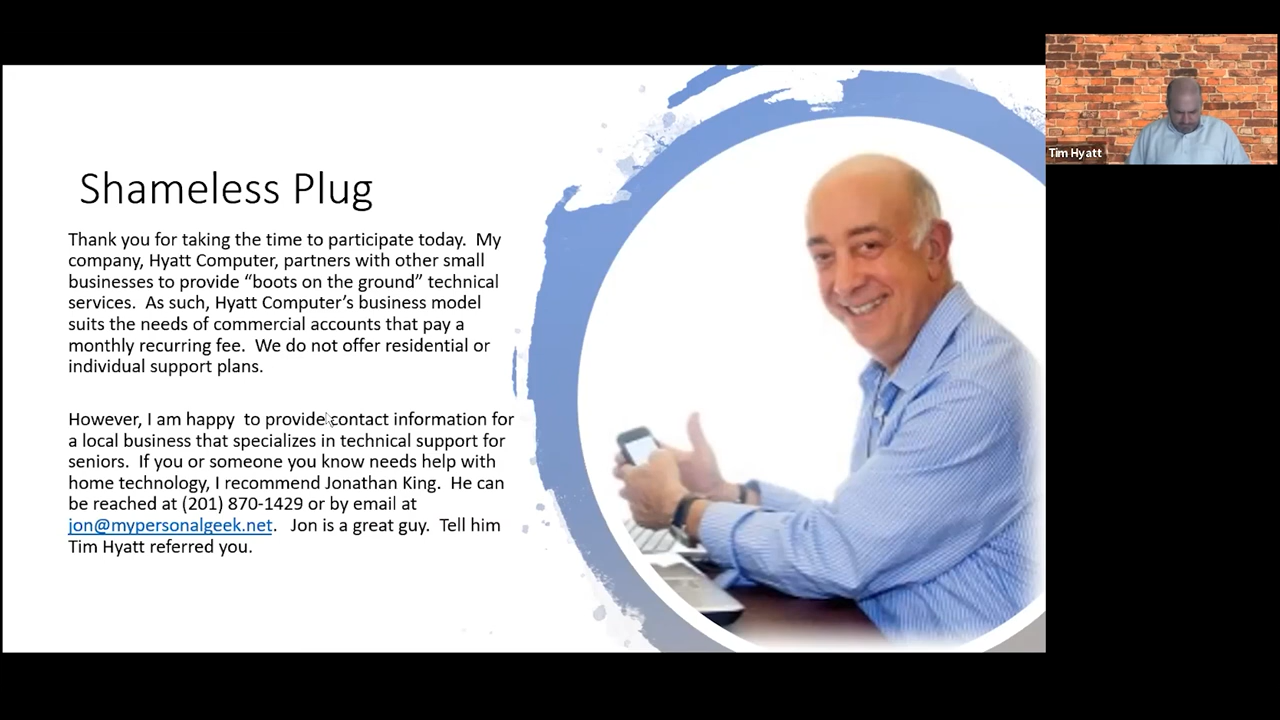 Shameless Plug
Thank you for taking the time to participate today.  My
company, Hyatt Computer, partners with other small
businesses to provide “boots on the ground” technical
services.  As such, Hyatt Computer’s business model
suits the needs of commercial accounts that pay a
monthly recurring fee.  We do not offer residential or
individual support plans.
However, I am happy  to provide contact information for
a local business that specializes in technical support for
seniors.  If you or someone you know needs help with
home technology, I recommend Jonathan King.  He can
be reached at (201) 870-1429 or by email at
jon@mypersonalgeek.net.   Jon is a great guy.  Tell him
Tim Hyatt referred you.
Tim Hyatt